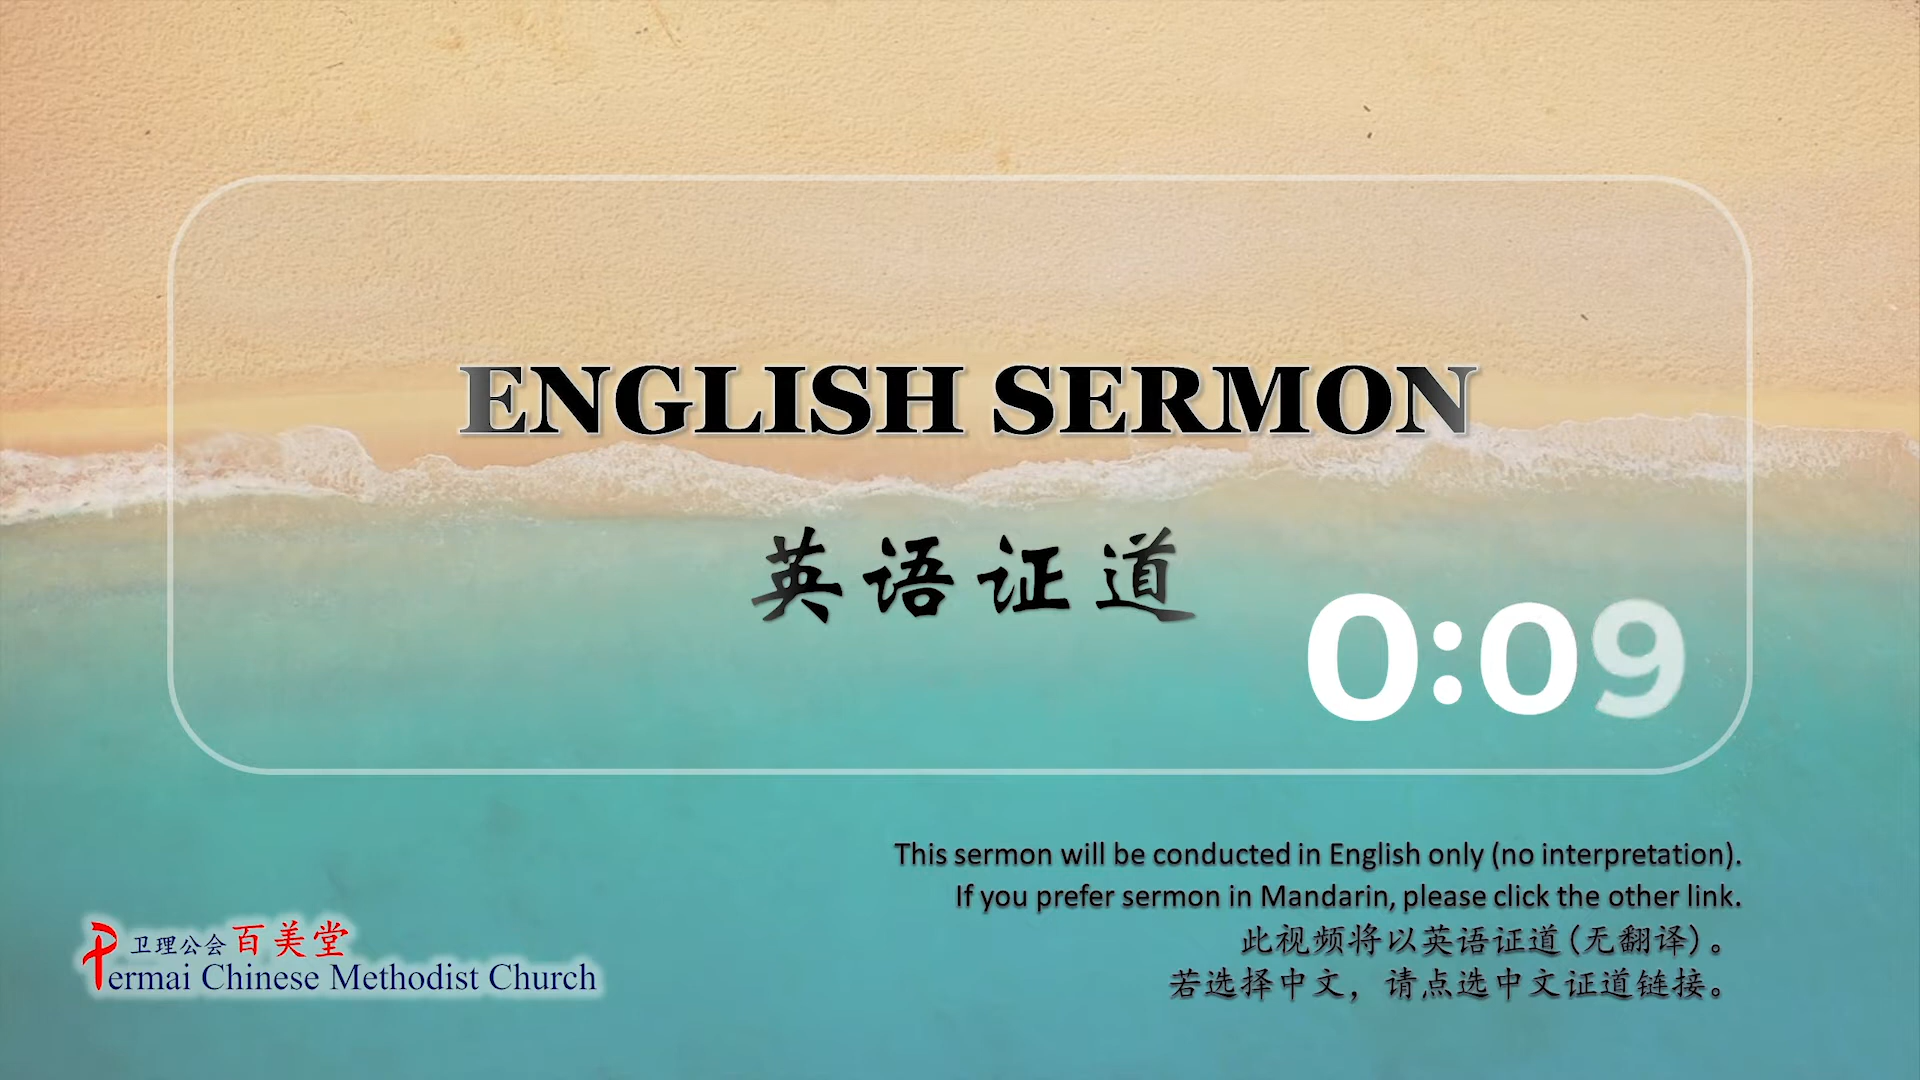 ENGLISH SERMON
英语证道
0:09
This sermon will be conducted in English only (no interpretation).
If you prefer sermon in Mandarin, please click the other link.
此视频将以英语证道(无翻译)。
若选择中文，请点选中文证道链接。
卫理公会百美堂
Permai Chinese Methodist Church